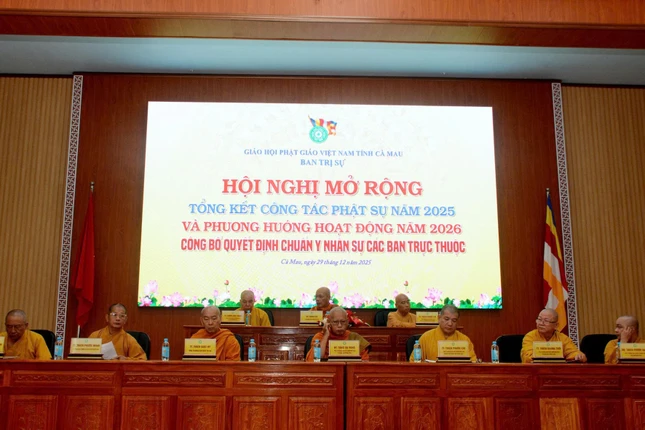 GIÁO HỘI PHẬT GIÁO VIỆT NAM TỈNH CÀ MAU
BAN TRỊ SỰ
HỘI NGHỊ MỞ RỘNG
TỔNG KẾT CÔNG TÁC PHẬT SỰ NĂM 2025
VÀ PHƯƠNG HƯỚNG HOẠT ĐỘNG NĂM 2026
CÔNG BỐ QUYẾT ĐỊNH CHUẨN Y NHÂN SỰ CÁC BAN TRỰC THUỘC
Cà Mau, ngày 29 tháng 12 năm 2025